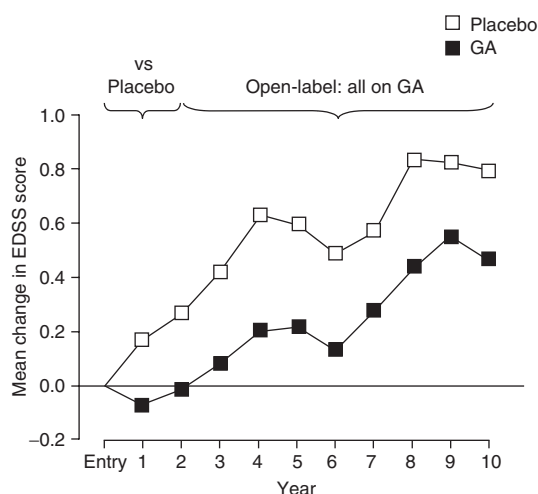 Placebo
GA
vs
Placebo
Open-label: all on GA
1.0
0.8
0.6
0.4
0.2
0.0
−0.2
Mean change in EDSS score
Entry 1 2 3 4 5 6 7 8 9 10
Year